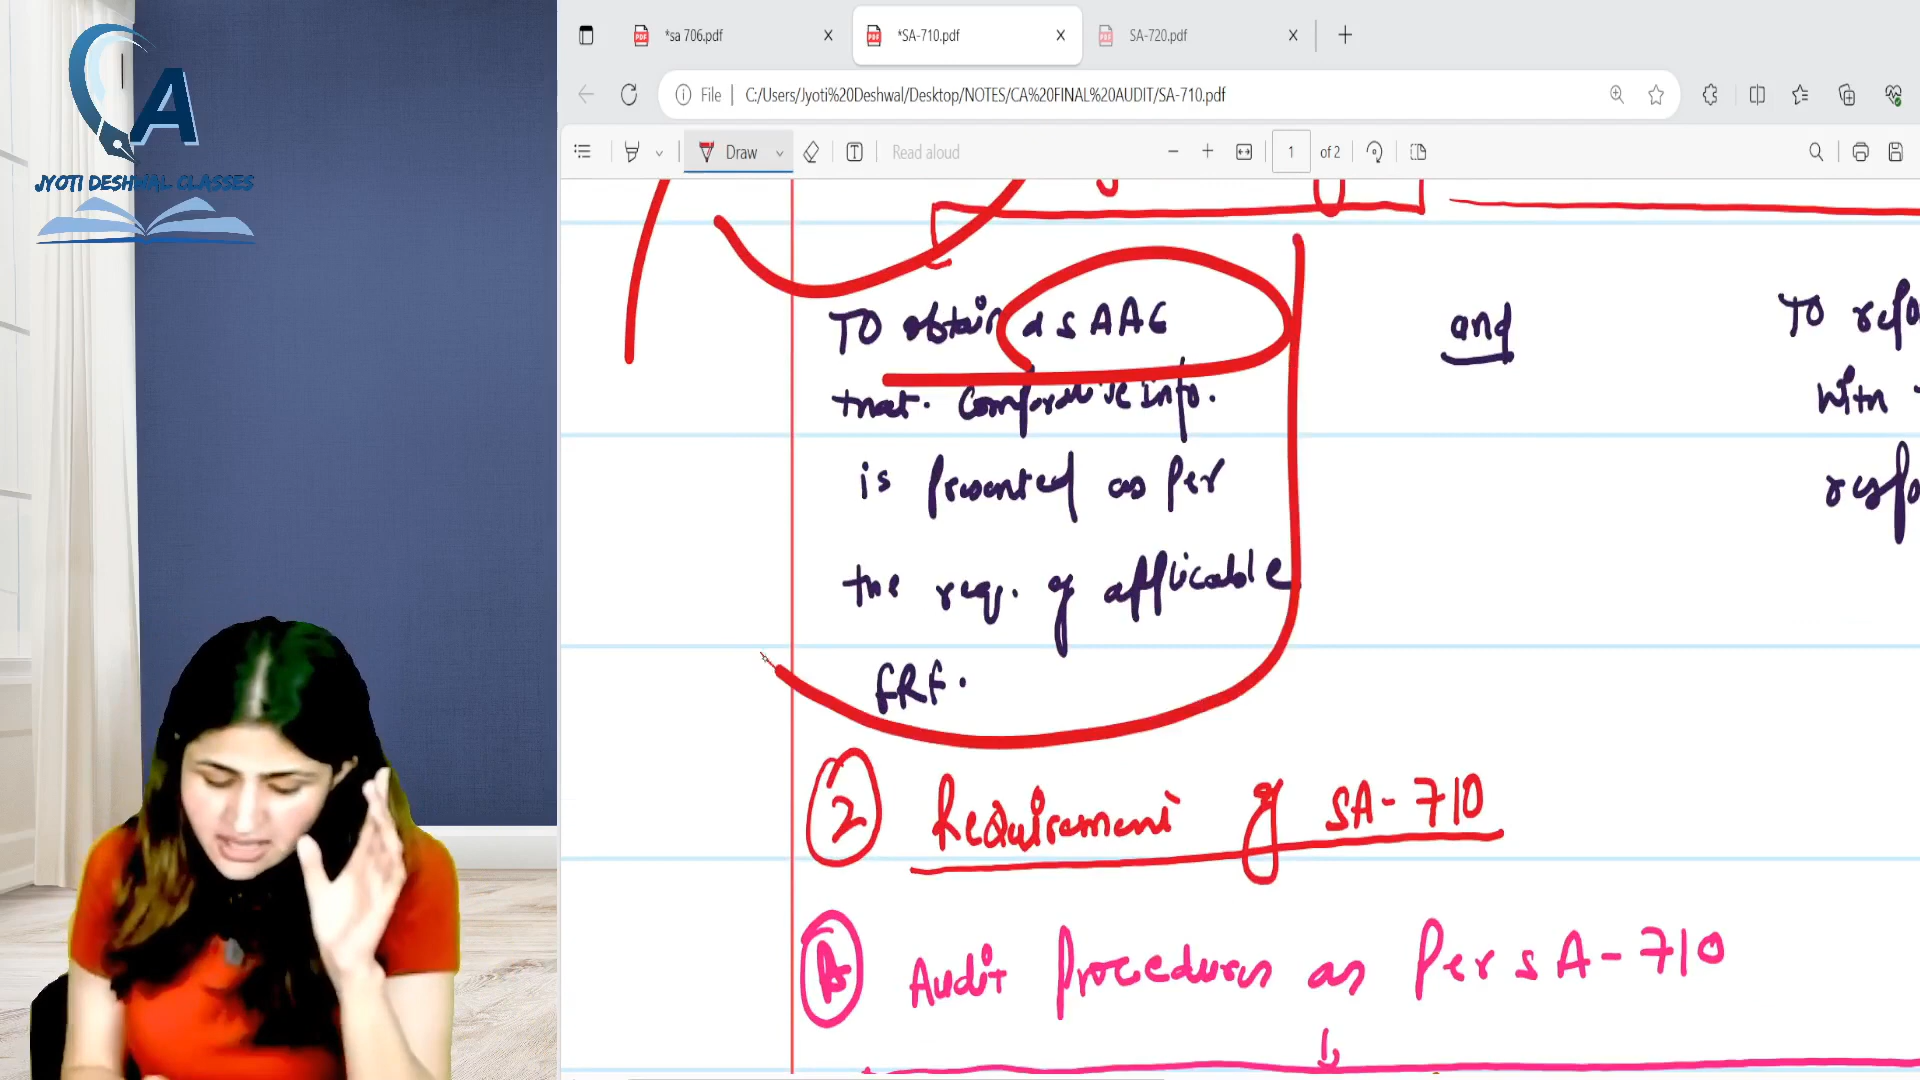 CA
JYOTI DESHWAL CLASSES
*sa 706.pdf
*SA-710.pdf
SA-720.pdf
File
C:/Users/Jyoti%20Deshwal/Desktop/NOTES/CA%20FINAL%20AUDIT/SA-710.pdf
Draw
Read aloud
1
of 2
TO obtain a SAAE
that. Comparative info.
is presented as per
the req. of applicable
FRF.
and
To
with
② Requirement of SA-710
Ⓐ Audit Procedures as Per SA-710